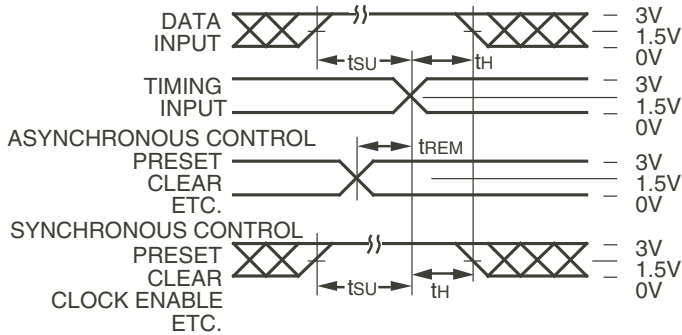 DATA
INPUT
3V
1.5V
0V
tSU
tH
TIMING
INPUT
3V
1.5V
0V
ASYNCHRONOUS CONTROL
tREM
PRESET
CLEAR
ETC.
3V
1.5V
0V
SYNCHRONOUS CONTROL
PRESET
CLEAR
CLOCK ENABLE
ETC.
3V
1.5V
0V
tSU
tH